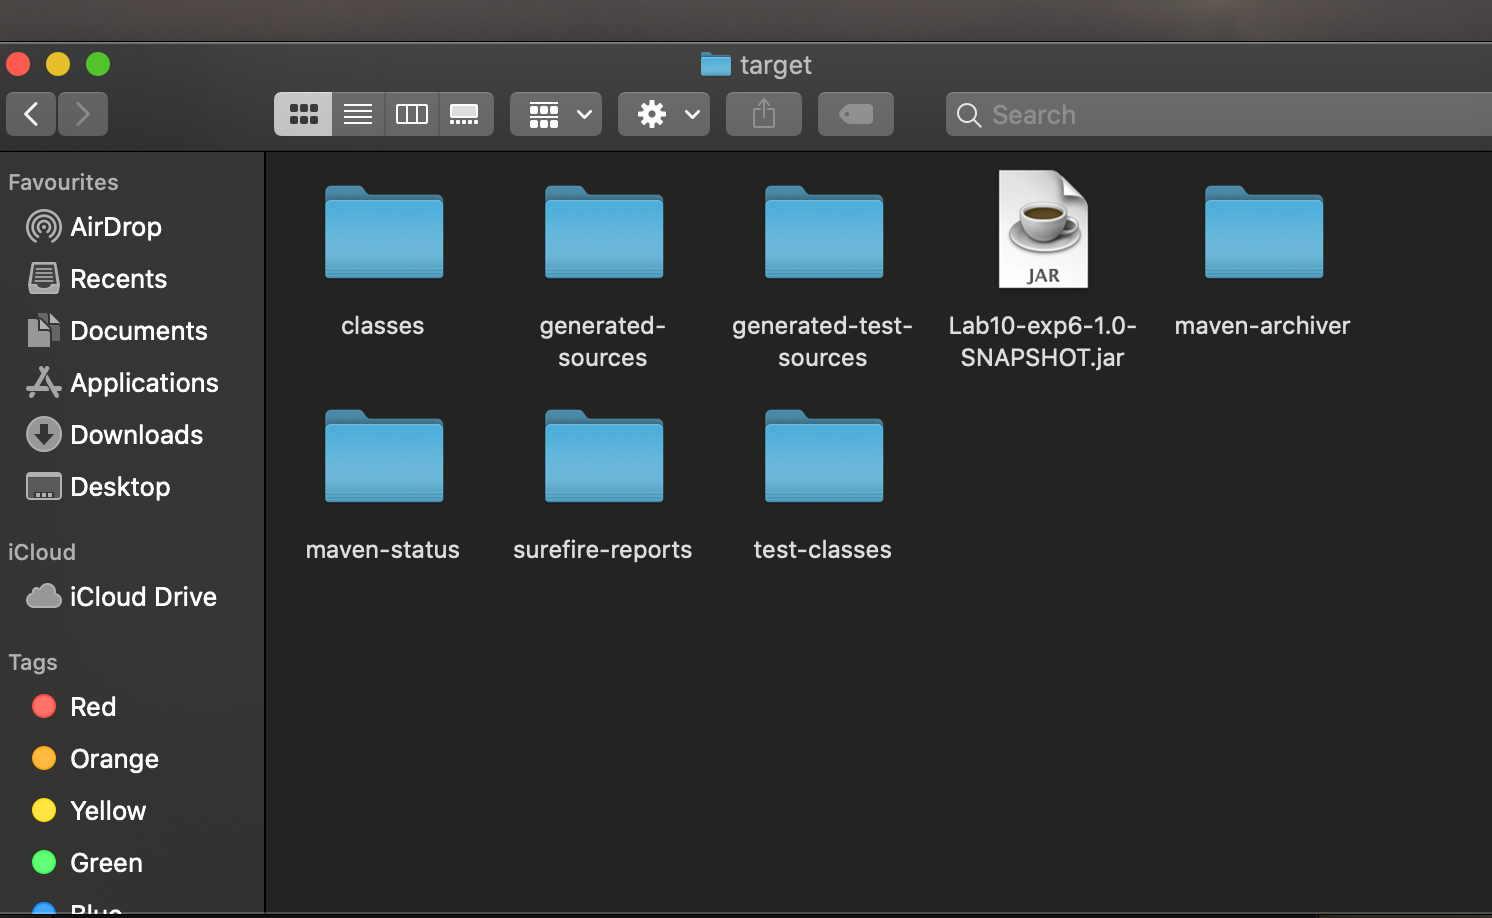 target
Search
Favourites
AirDrop
Recents
Documents
Applications
Downloads
Desktop
iCloud
iCloud Drive
Tags
Red
Orange
Yellow
Green
Blue
classes
generated-
sources
generated-test-
sources
JAR
Lab10-exp6-1.0-
SNAPSHOT.jar
maven-archiver
maven-status
surefire-reports
test-classes